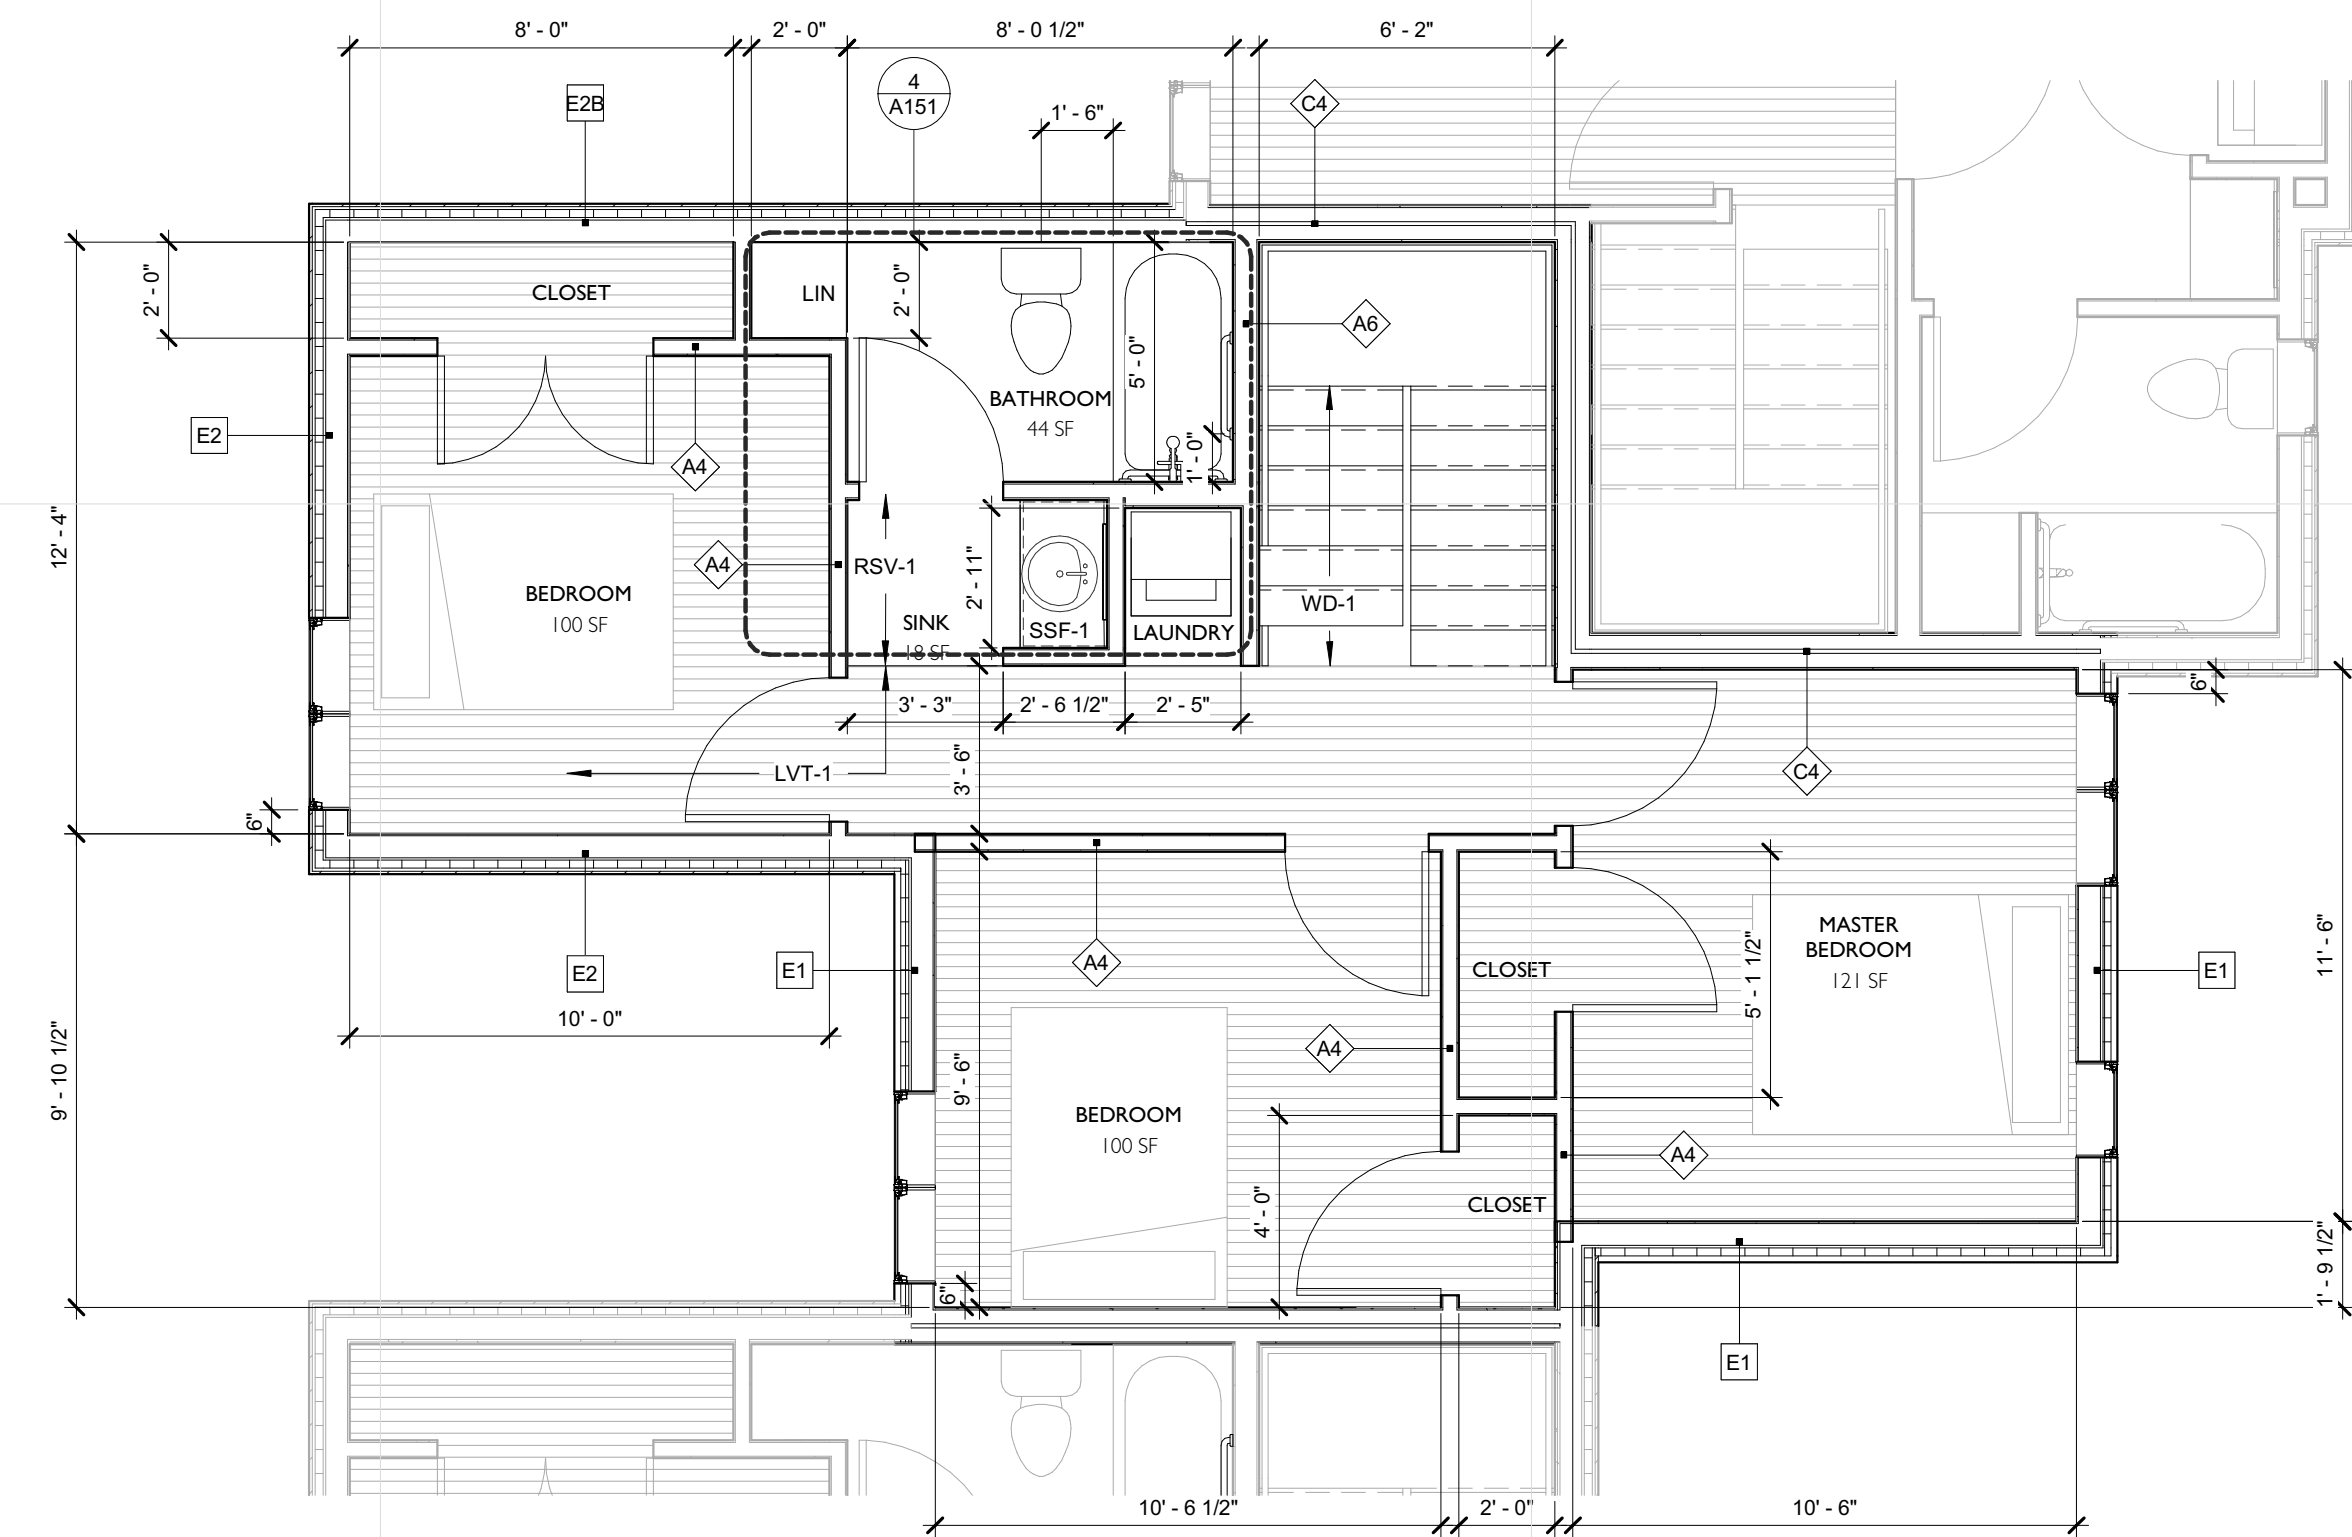 8' - 0"
2' - 0"
8' - 0 1/2"
6' - 2"
4
A151
E2B
1' - 6"
C4
2' - 0"
CLOSET
LIN
2' - 0"
A6
5' - 0"
BATHROOM
44 SF
E2
A4
1' - 0"
12' - 4"
A4
RSV-1
2' - 11"
BEDROOM
100 SF
SINK
18 SF
SSF-1
LAUNDRY
WD-1
6"
3' - 3"
2' - 6 1/2"
2' - 5"
LVT-1
3' - 6"
C4
6"
MASTER
BEDROOM
121 SF
E2
E1
A4
CLOSET
5' - 1 1/2"
11' - 6"
E1
10' - 0"
9' - 10 1/2"
9' - 6"
A4
BEDROOM
100 SF
A4
4' - 0"
CLOSET
6"
1' - 9 1/2"
E1
10' - 6 1/2"
2' - 0"
10' - 6"